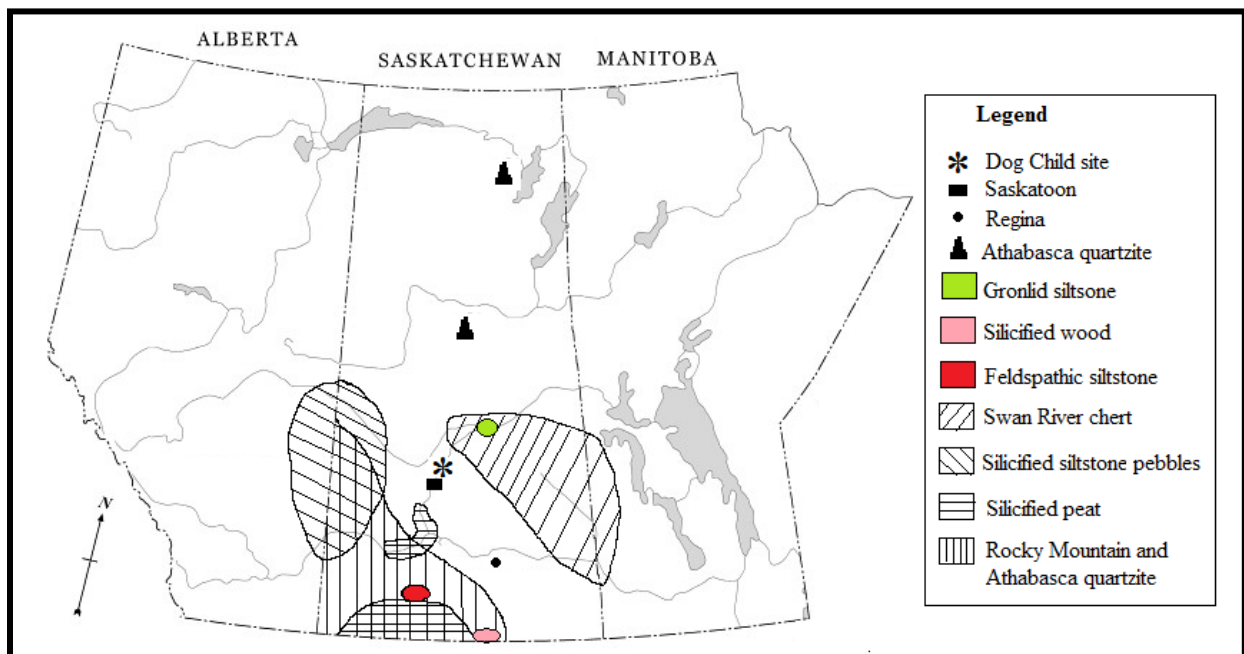 ALBERTA
SASKATCHEWAN
MANITOBA
N
Legend
Dog Child site
Saskatoon
Regina
Athabasca quartzite
Gronlid siltsone
Silicified wood
Feldspathic siltstone
Swan River chert
Silicified siltstone pebbles
Silicified peat
Rocky Mountain and
Athabasca quartzite